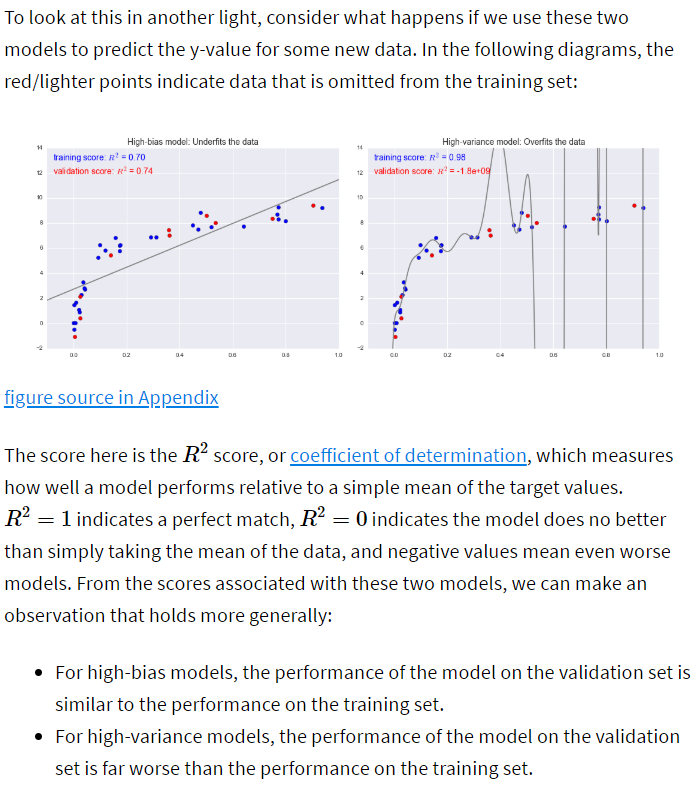 To look at this in another light, consider what happens if we use these two
models to predict the y-value for some new data. In the following diagrams, the
red/lighter points indicate data that is omitted from the training set:
High-bias model: Underfits the data
14
training score: R² = 0.70
validation score: R² = 0.74
12
10
8
6
4
2
0
−2
0.0 0.2 0.4 0.6 0.8 1.0
High-variance model: Overfits the data
14
training score: R² = 0.98
validation score: R² = -1.8e+09
12
10
8
6
4
2
0
−2
0.0 0.2 0.4 0.6 0.8 1.0
figure source in Appendix
The score here is the R² score, or coefficient of determination, which measures
how well a model performs relative to a simple mean of the target values.
R² = 1 indicates a perfect match, R² = 0 indicates the model does no better
than simply taking the mean of the data, and negative values mean even worse
models. From the scores associated with these two models, we can make an
observation that holds more generally:
• For high-bias models, the performance of the model on the validation set is
similar to the performance on the training set.
• For high-variance models, the performance of the model on the validation
set is far worse than the performance on the training set.